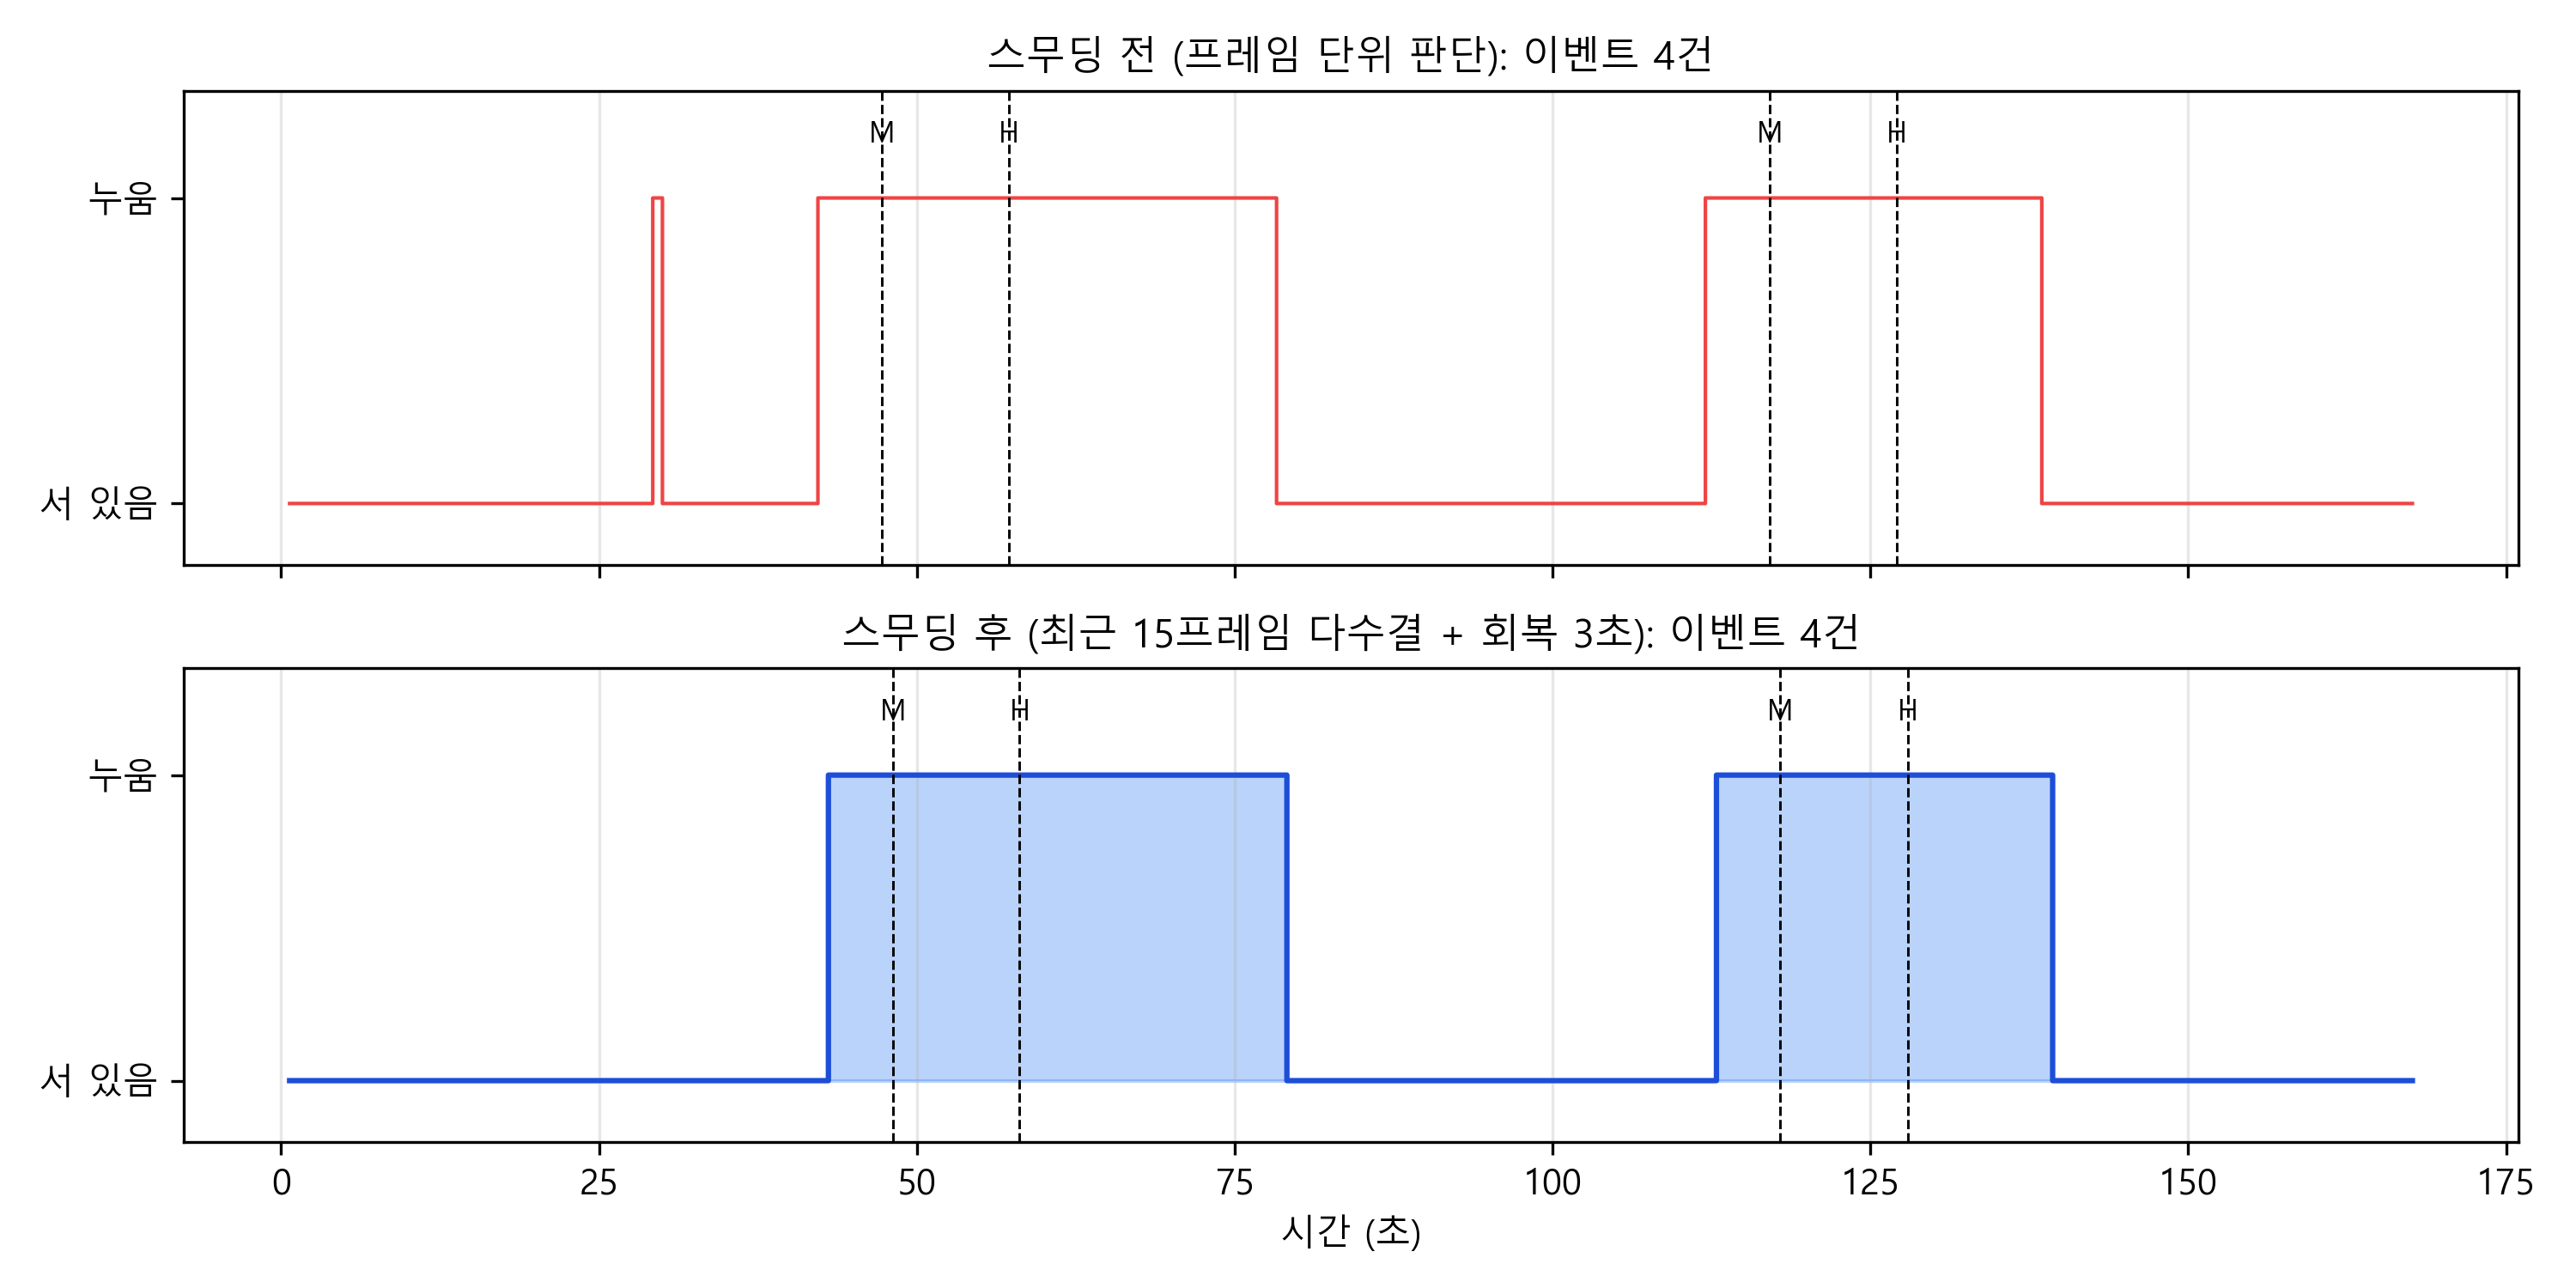 스무딩 전 (프레임 단위 판단): 이벤트 4건
M H M H
누움
서 있음
스무딩 후 (최근 15프레임 다수결 + 회복 3초): 이벤트 4건
M H M H
누움
서 있음
0 25 50 75 100 125 150 175
시간 (초)